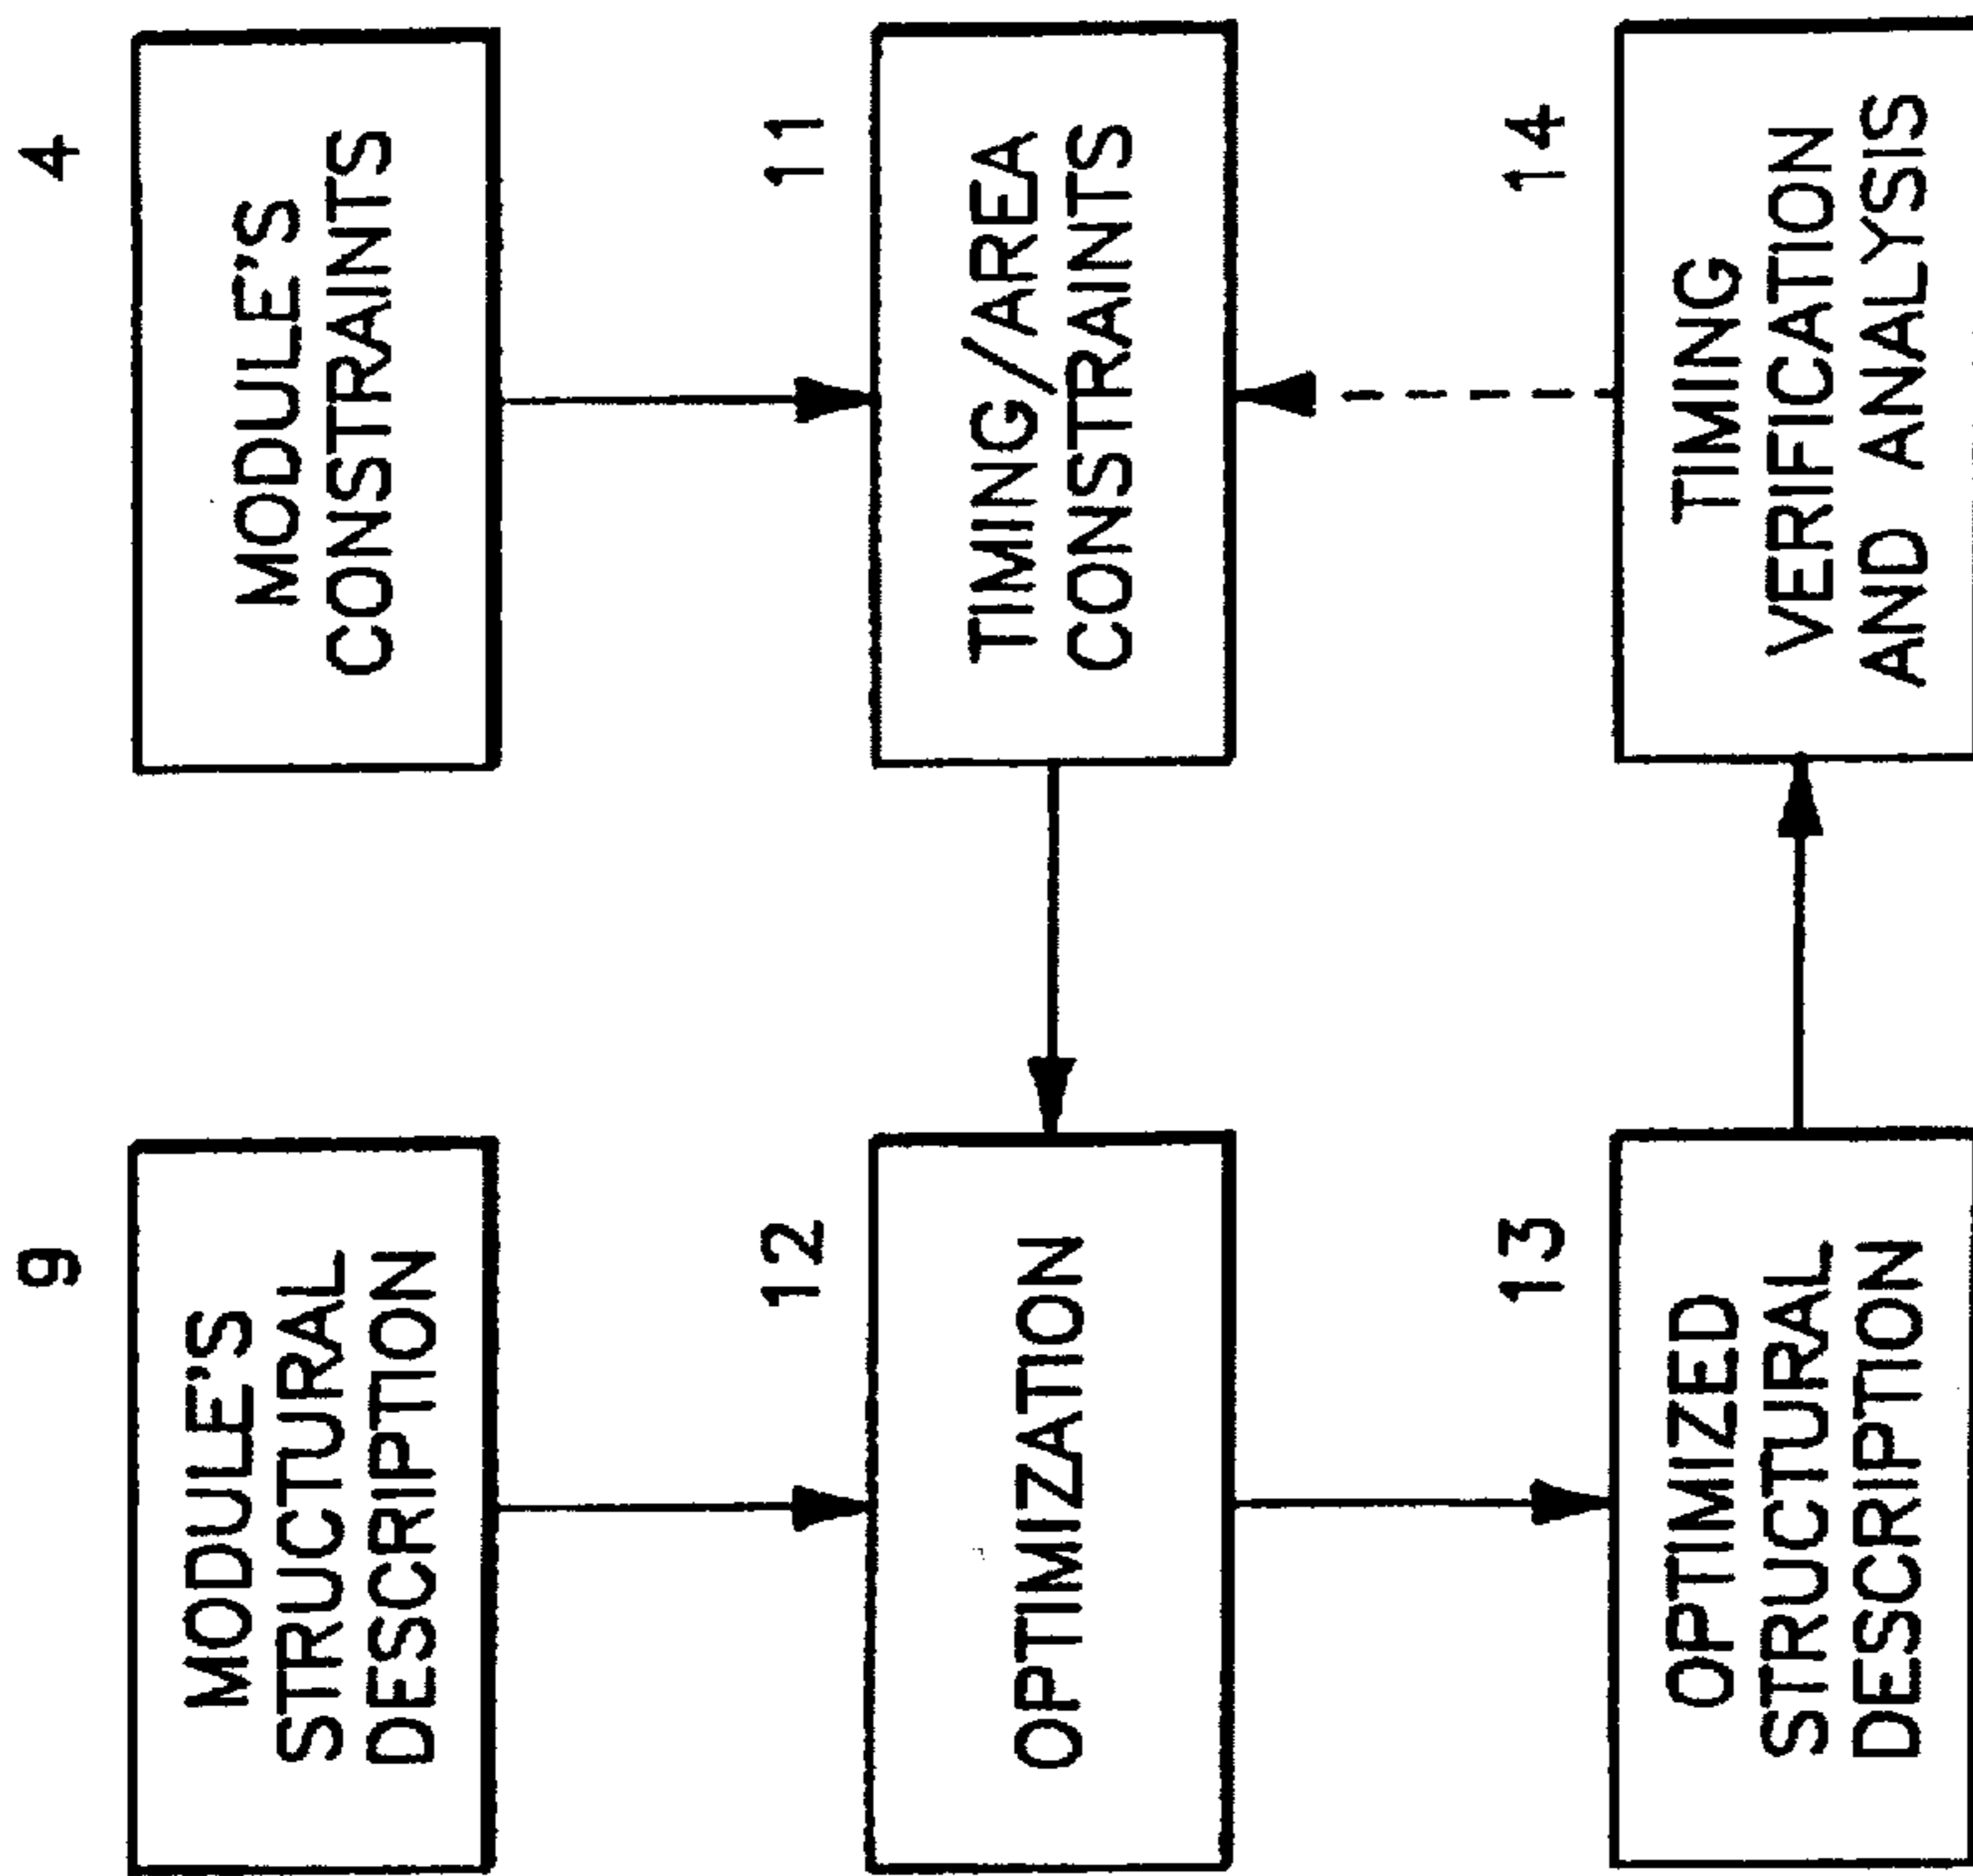 9
MODULE'S
STRUCTURAL
DESCRIPTION
4
MODULE'S
CONSTRAINTS
12
OPTIMIZATION
11
TIMING/AREA
CONSTRAINTS
13
OPTIMIZED
STRUCTURAL
DESCRIPTION
14
TIMING
VERIFICATION
AND ANALYSIS